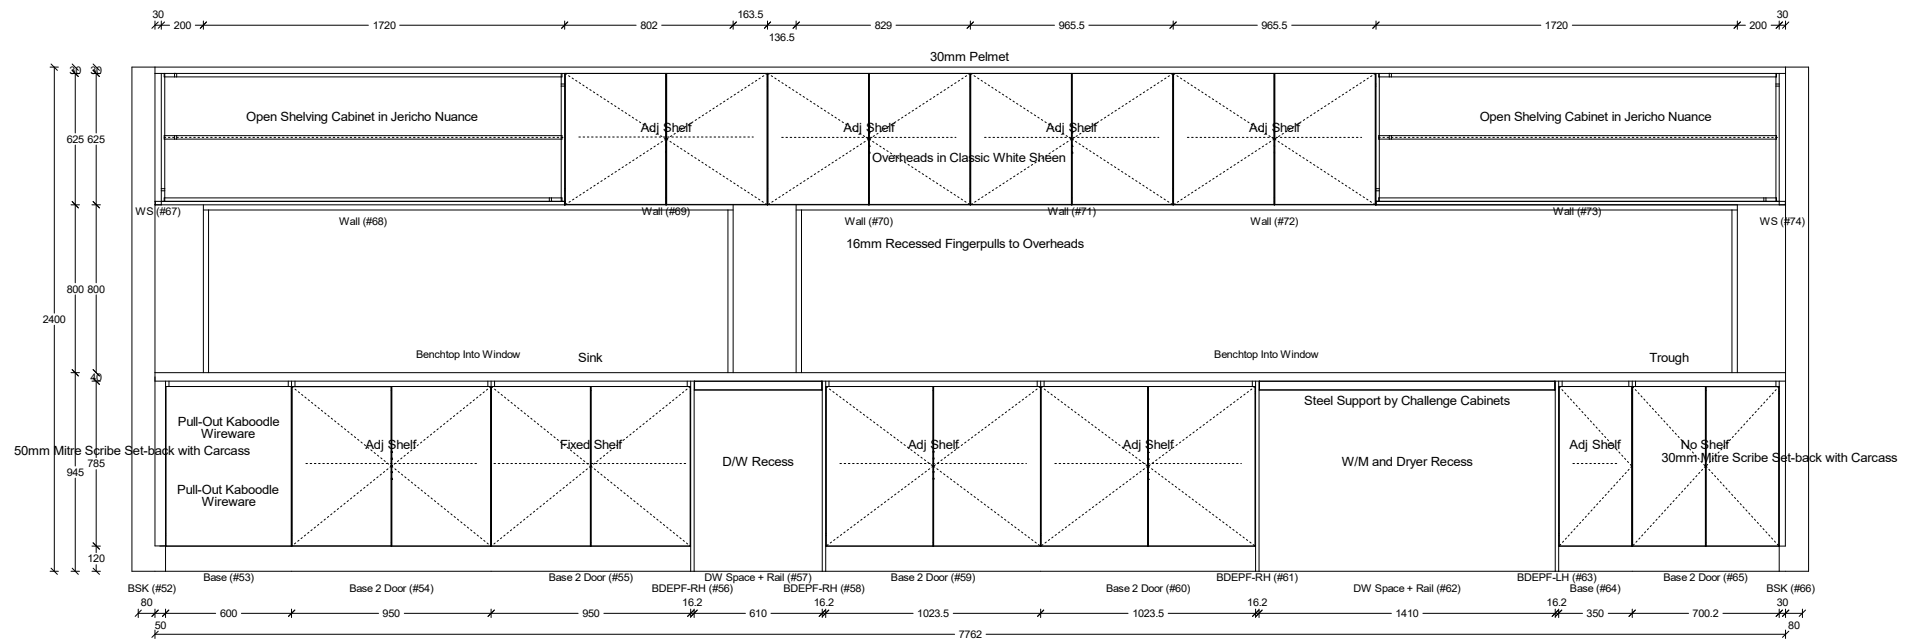 30
163.5
30
200
1720
802
829
965.5
965.5
1720
200
136.5
30mm Pelmet
30
30
Open Shelving Cabinet in Jericho Nuance
Open Shelving Cabinet in Jericho Nuance
Adj Shelf
Adj Shelf
Adj Shelf
Adj Shelf
625
625
Overheads in Classic White Sheen
WS (#67)
Wall (#68)
Wall (#69)
Wall (#70)
Wall (#71)
Wall (#72)
Wall (#73)
WS (#74)
16mm Recessed Fingerpulls to Overheads
800
800
2400
Benchtop Into Window
Sink
Benchtop Into Window
Trough
40
Steel Support by Challenge Cabinets
Pull-Out Kaboodle
Wireware
Adj Shelf
Fixed Shelf
Adj Shelf
Adj Shelf
Adj Shelf
No Shelf
50mm Mitre Scribe Set-back with Carcass
30mm Mitre Scribe Set-back with Carcass
785
945
D/W Recess
W/M and Dryer Recess
Pull-Out Kaboodle
Wireware
120
BSK (#52)
Base (#53)
Base 2 Door (#54)
Base 2 Door (#55)
BDEPF-RH (#56)
DW Space + Rail (#57)
BDEPF-RH (#58)
Base 2 Door (#59)
Base 2 Door (#60)
BDEPF-RH (#61)
DW Space + Rail (#62)
BDEPF-LH (#63)
Base (#64)
Base 2 Door (#65)
BSK (#66)
80
16.2
16.2
16.2
16.2
30
600
950
950
610
1023.5
1023.5
1410
350
700.2
50
80
7762